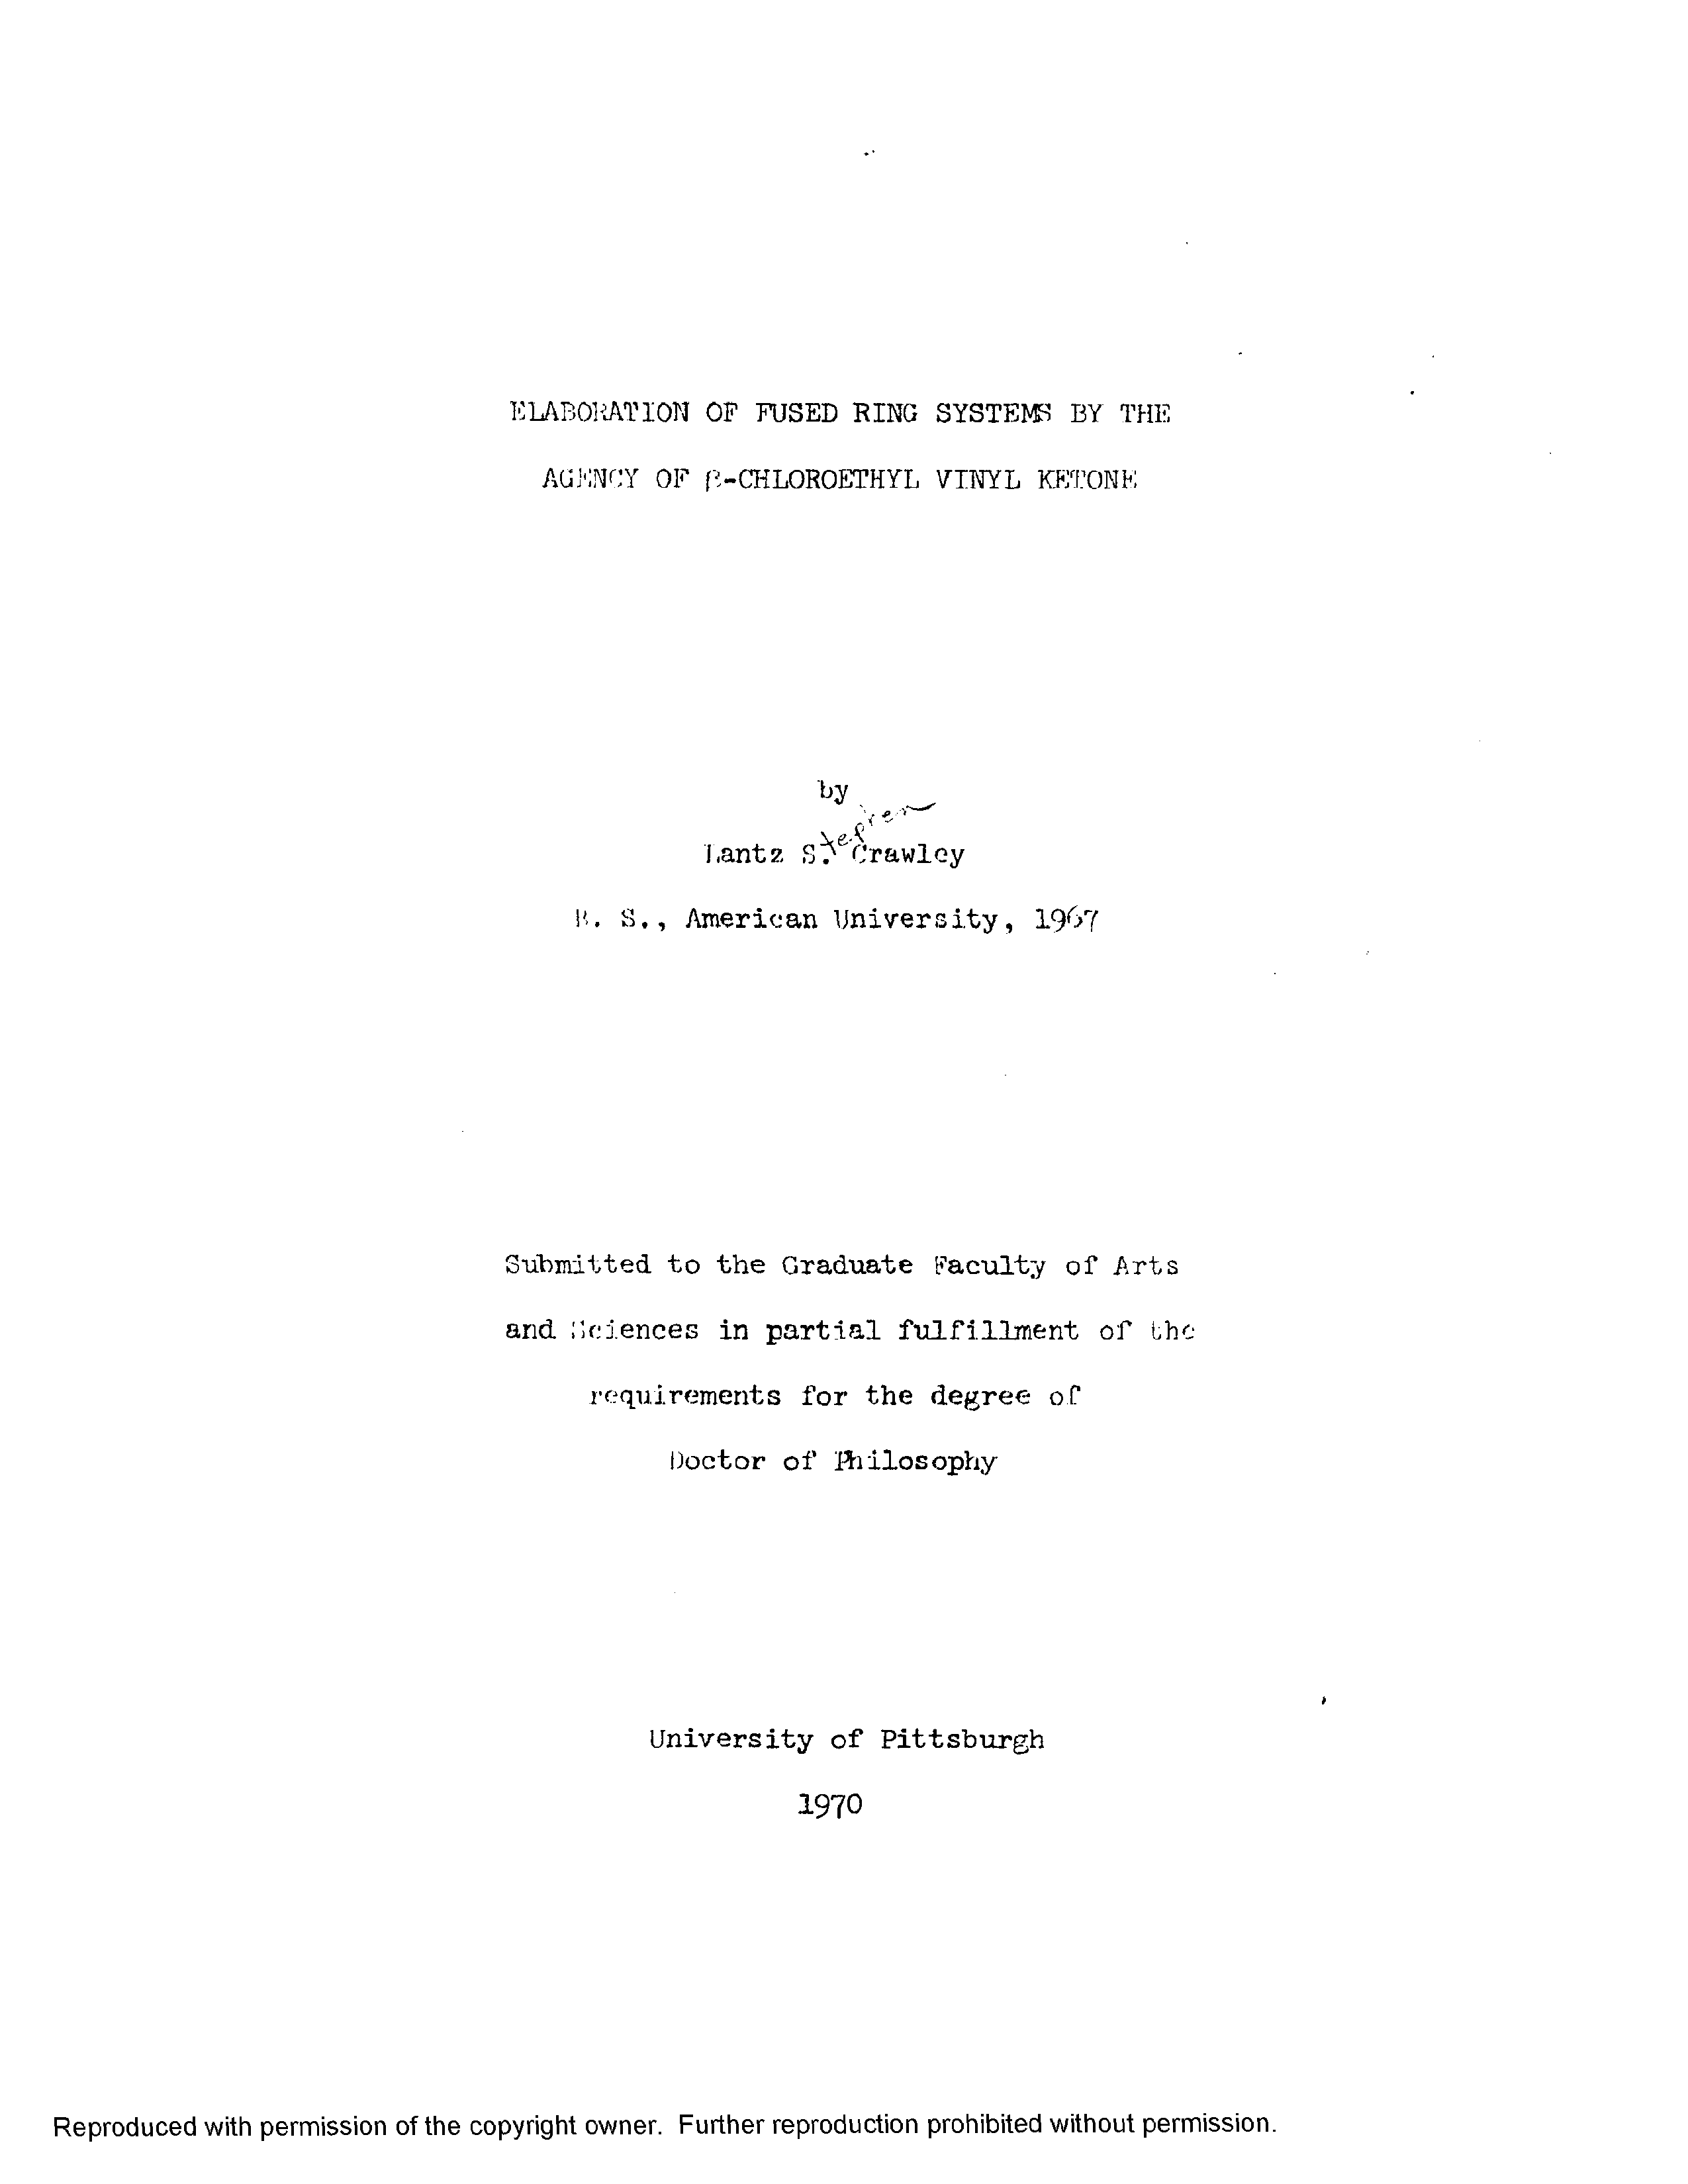 ELABORATION OF FUSED RING SYSTEMS BY THE
AGENCY OF β-CHLOROETHYL VINYL KETONE
by
Lantz S. Crawley
Stephen
B. S., American University, 1967
Submitted to the Graduate Faculty of Arts
and Sciences in partial fulfillment of the
requirements for the degree of
Doctor of Philosophy
University of Pittsburgh
1970
Reproduced with permission of the copyright owner. Further reproduction prohibited without permission.